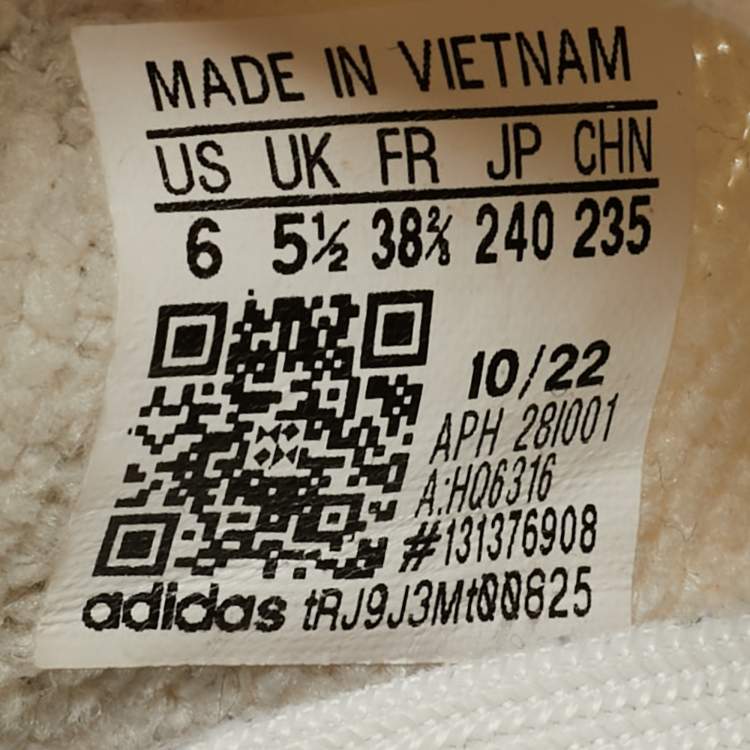 MADE IN VIETNAM
US UK FR JP CHN
6 5½ 38⅔ 240 235
10/22
APH 28I001
A:HQ6316
#131376908
adidas